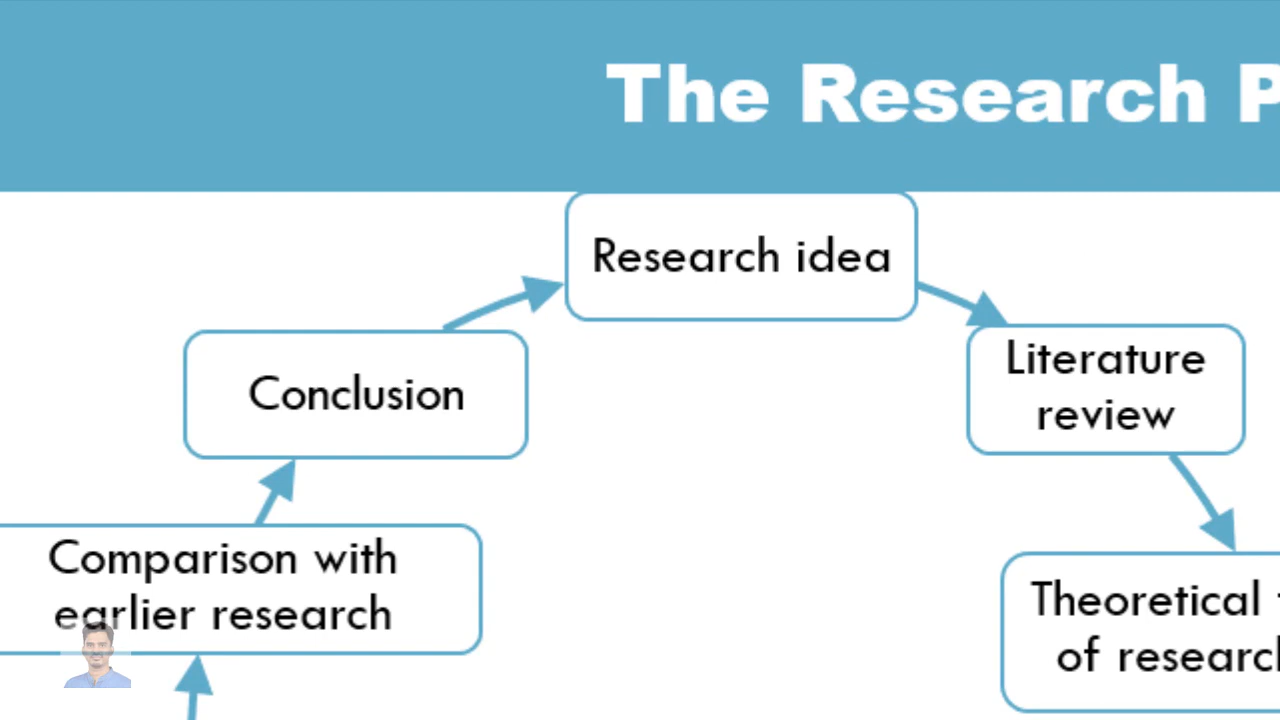 The Research P
Research idea
Conclusion
Literature
review
Comparison with
earlier research
Theoretical
of research